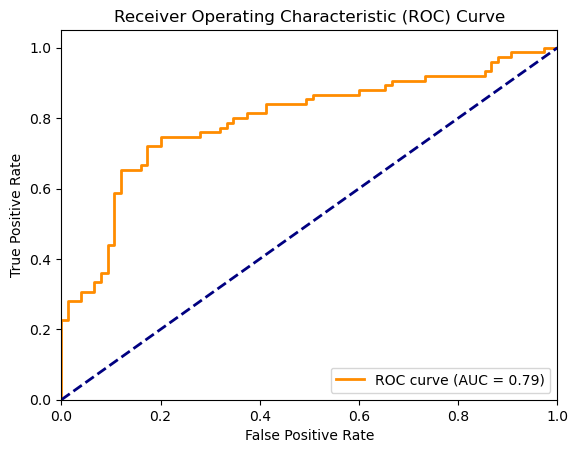 Receiver Operating Characteristic (ROC) Curve
True Positive Rate
1.0
0.8
0.6
0.4
0.2
0.0
0.0 0.2 0.4 0.6 0.8 1.0
False Positive Rate
ROC curve (AUC = 0.79)